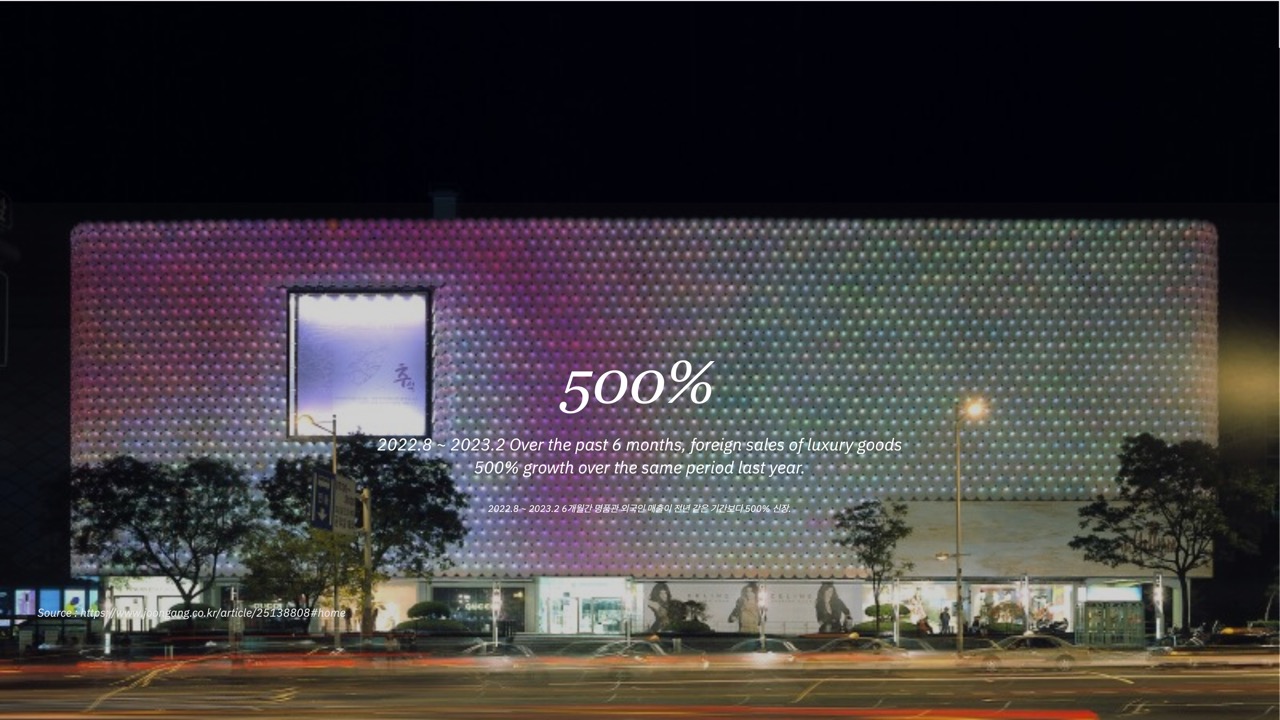 추석
500%
2022.8 ~ 2023.2 Over the past 6 months, foreign sales of luxury goods
500% growth over the same period last year.
2022.8 ~ 2023.2 6개월간 명품관 외국인 매출이 전년 같은 기간보다 500% 신장.
GUCCI
Source : https://www.joongang.co.kr/article/25138808#home